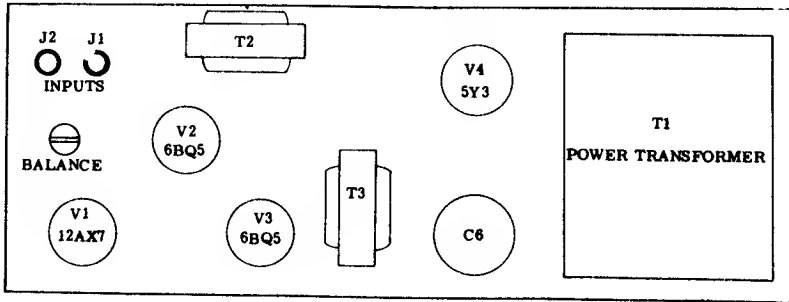 J2 J1
INPUTS
T2
V4
5Y3
T1
POWER TRANSFORMER
V2
6BQ5
BALANCE
T3
V1
12AX7
V3
6BQ5
C6